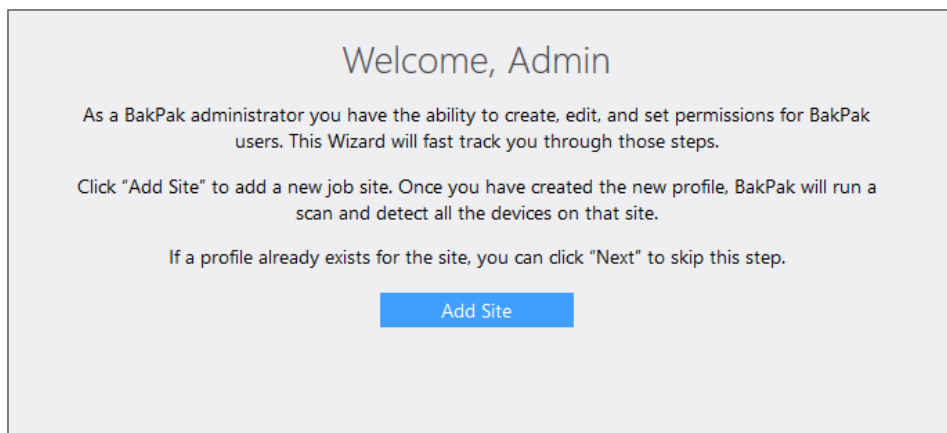 Welcome, Admin
As a BakPak administrator you have the ability to create, edit, and set permissions for BakPak
users. This Wizard will fast track you through those steps.
Click “Add Site” to add a new job site. Once you have created the new profile, BakPak will run a
scan and detect all the devices on that site.
If a profile already exists for the site, you can click “Next” to skip this step.
Add Site